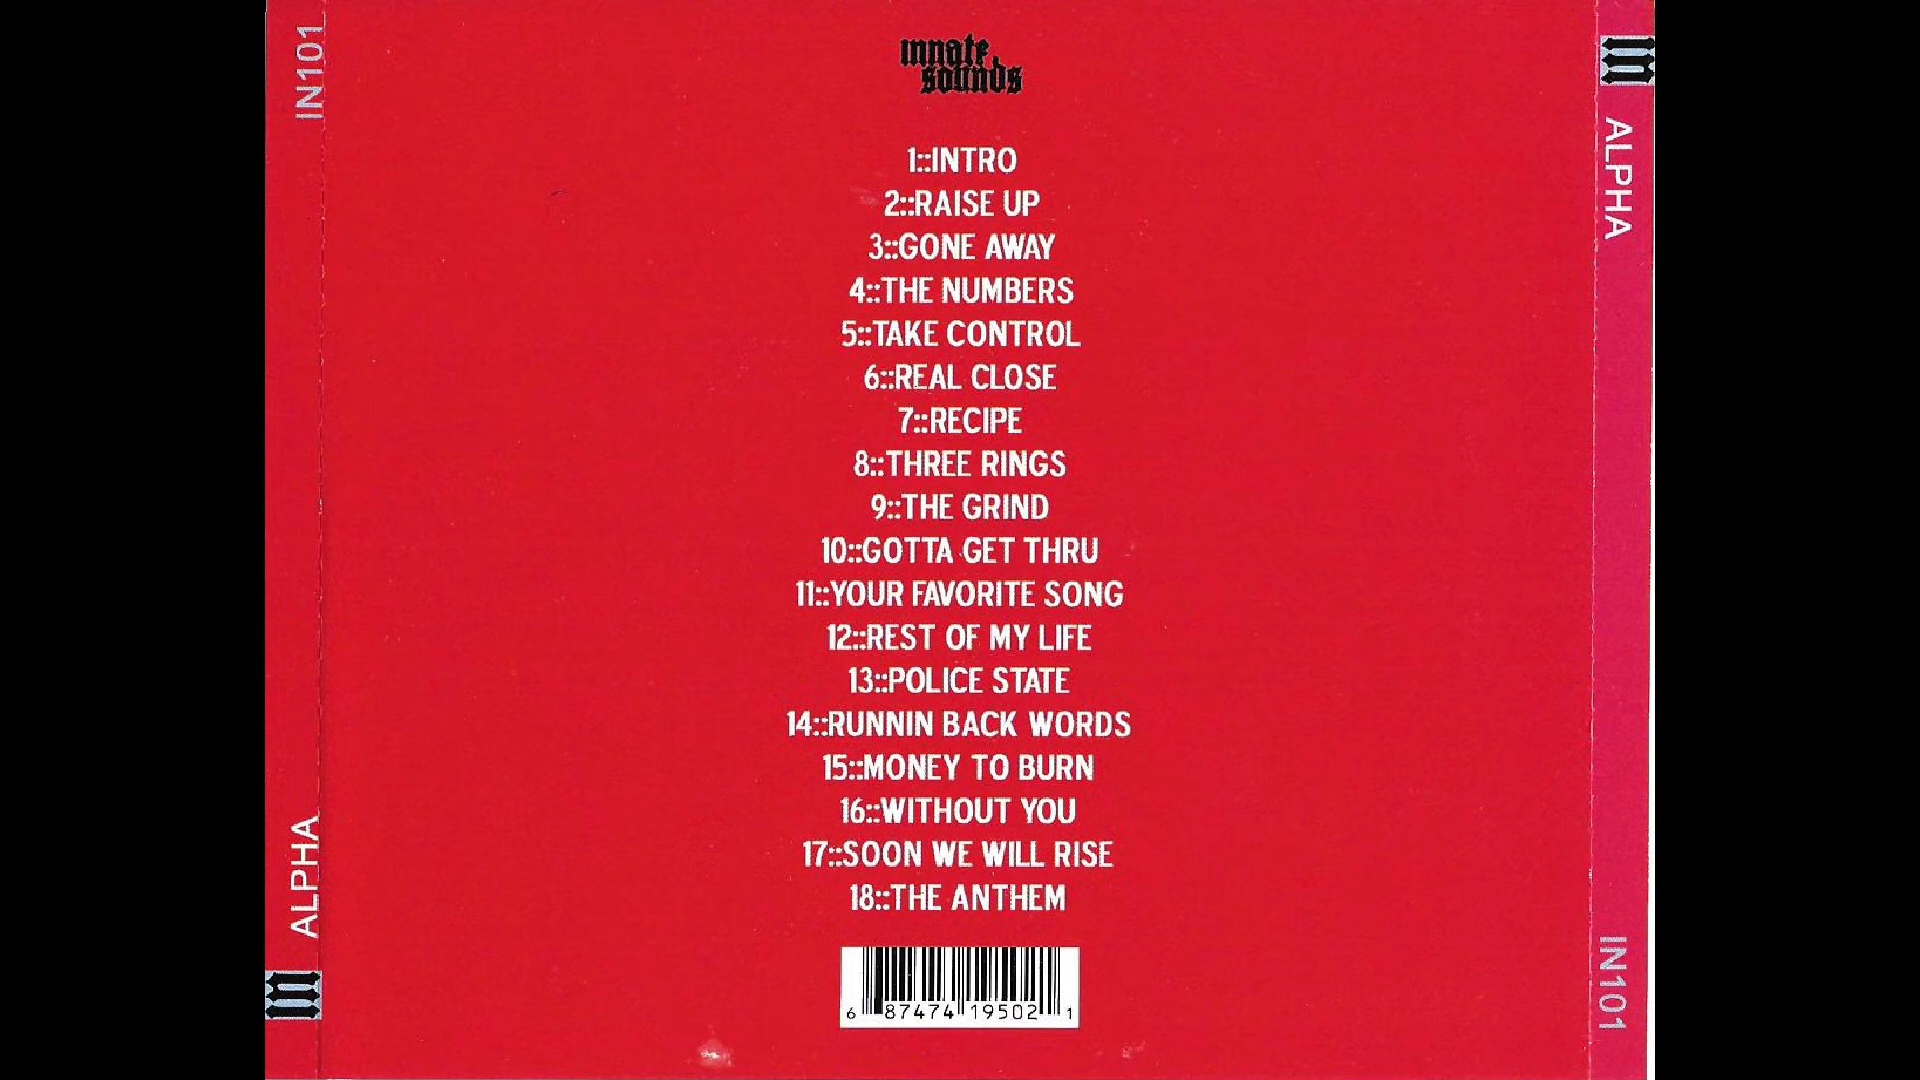 innate
sounds
1::INTRO
2::RAISE UP
3::GONE AWAY
4::THE NUMBERS
5::TAKE CONTROL
6::REAL CLOSE
7::RECIPE
8::THREE RINGS
9::THE GRIND
10::GOTTA GET THRU
11::YOUR FAVORITE SONG
12::REST OF MY LIFE
13::POLICE STATE
14::RUNNIN BACK WORDS
15::MONEY TO BURN
16::WITHOUT YOU
17::SOON WE WILL RISE
18::THE ANTHEM
6 87474 19502 1
IN ALPHA IN101
IN ALPHA IN101